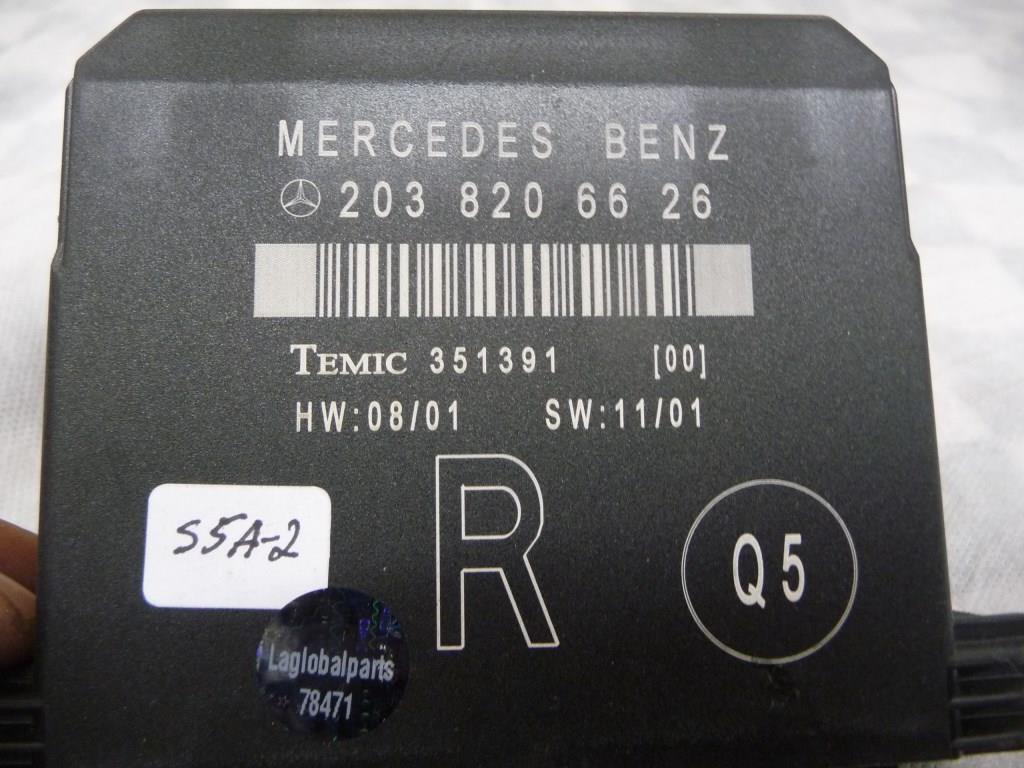 MERCEDES BENZ
203 820 66 26
TEMIC 351391 [00]
HW:08/01 SW:11/01
R
Q5
S5A-2
Laglobalparts
78471